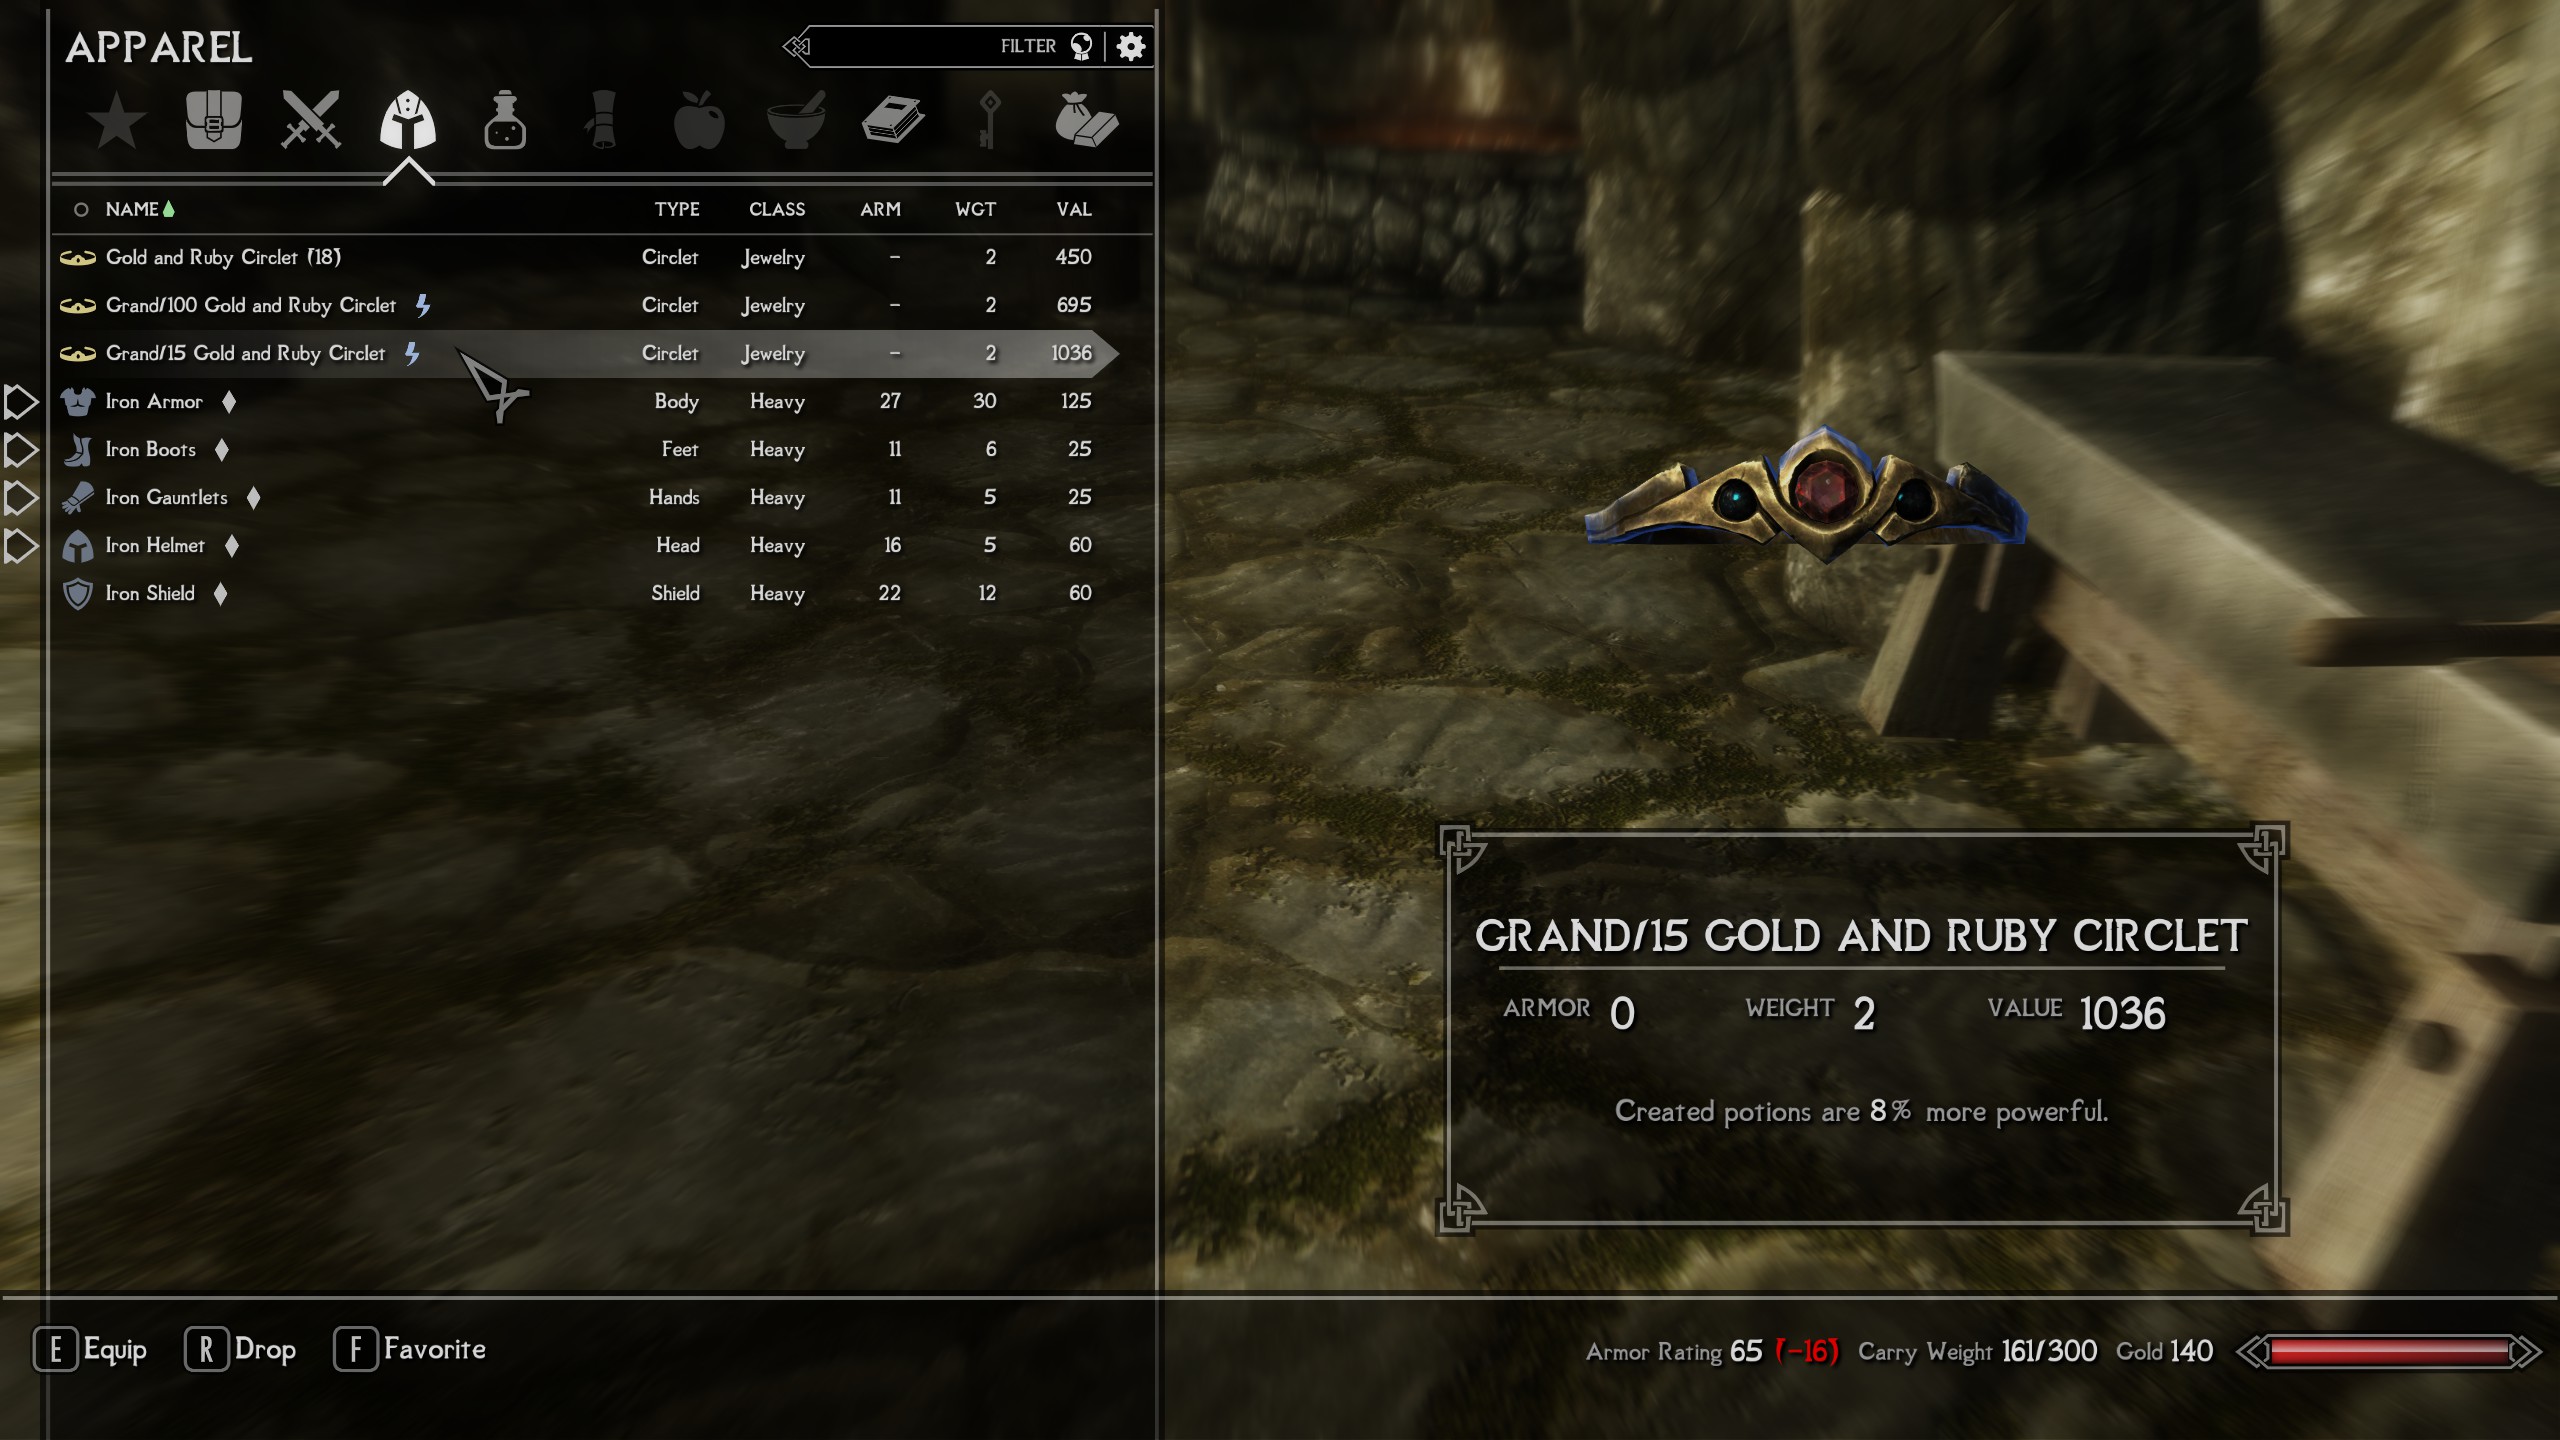 APPAREL
FILTER
NAME TYPE CLASS ARM WGT VAL
Gold and Ruby Circlet (18) Circlet Jewelry - 2 450
Grand/100 Gold and Ruby Circlet Circlet Jewelry - 2 695
Grand/15 Gold and Ruby Circlet Circlet Jewelry - 2 1036
Iron Armor Body Heavy 27 30 125
Iron Boots Feet Heavy 11 6 25
Iron Gauntlets Hands Heavy 11 5 25
Iron Helmet Head Heavy 16 5 60
Iron Shield Shield Heavy 22 12 60
GRAND/15 GOLD AND RUBY CIRCLET
ARMOR 0 WEIGHT 2 VALUE 1036
Created potions are 8% more powerful.
E Equip R Drop F Favorite Armor Rating 65 (-16) Carry Weight 161/300 Gold 140